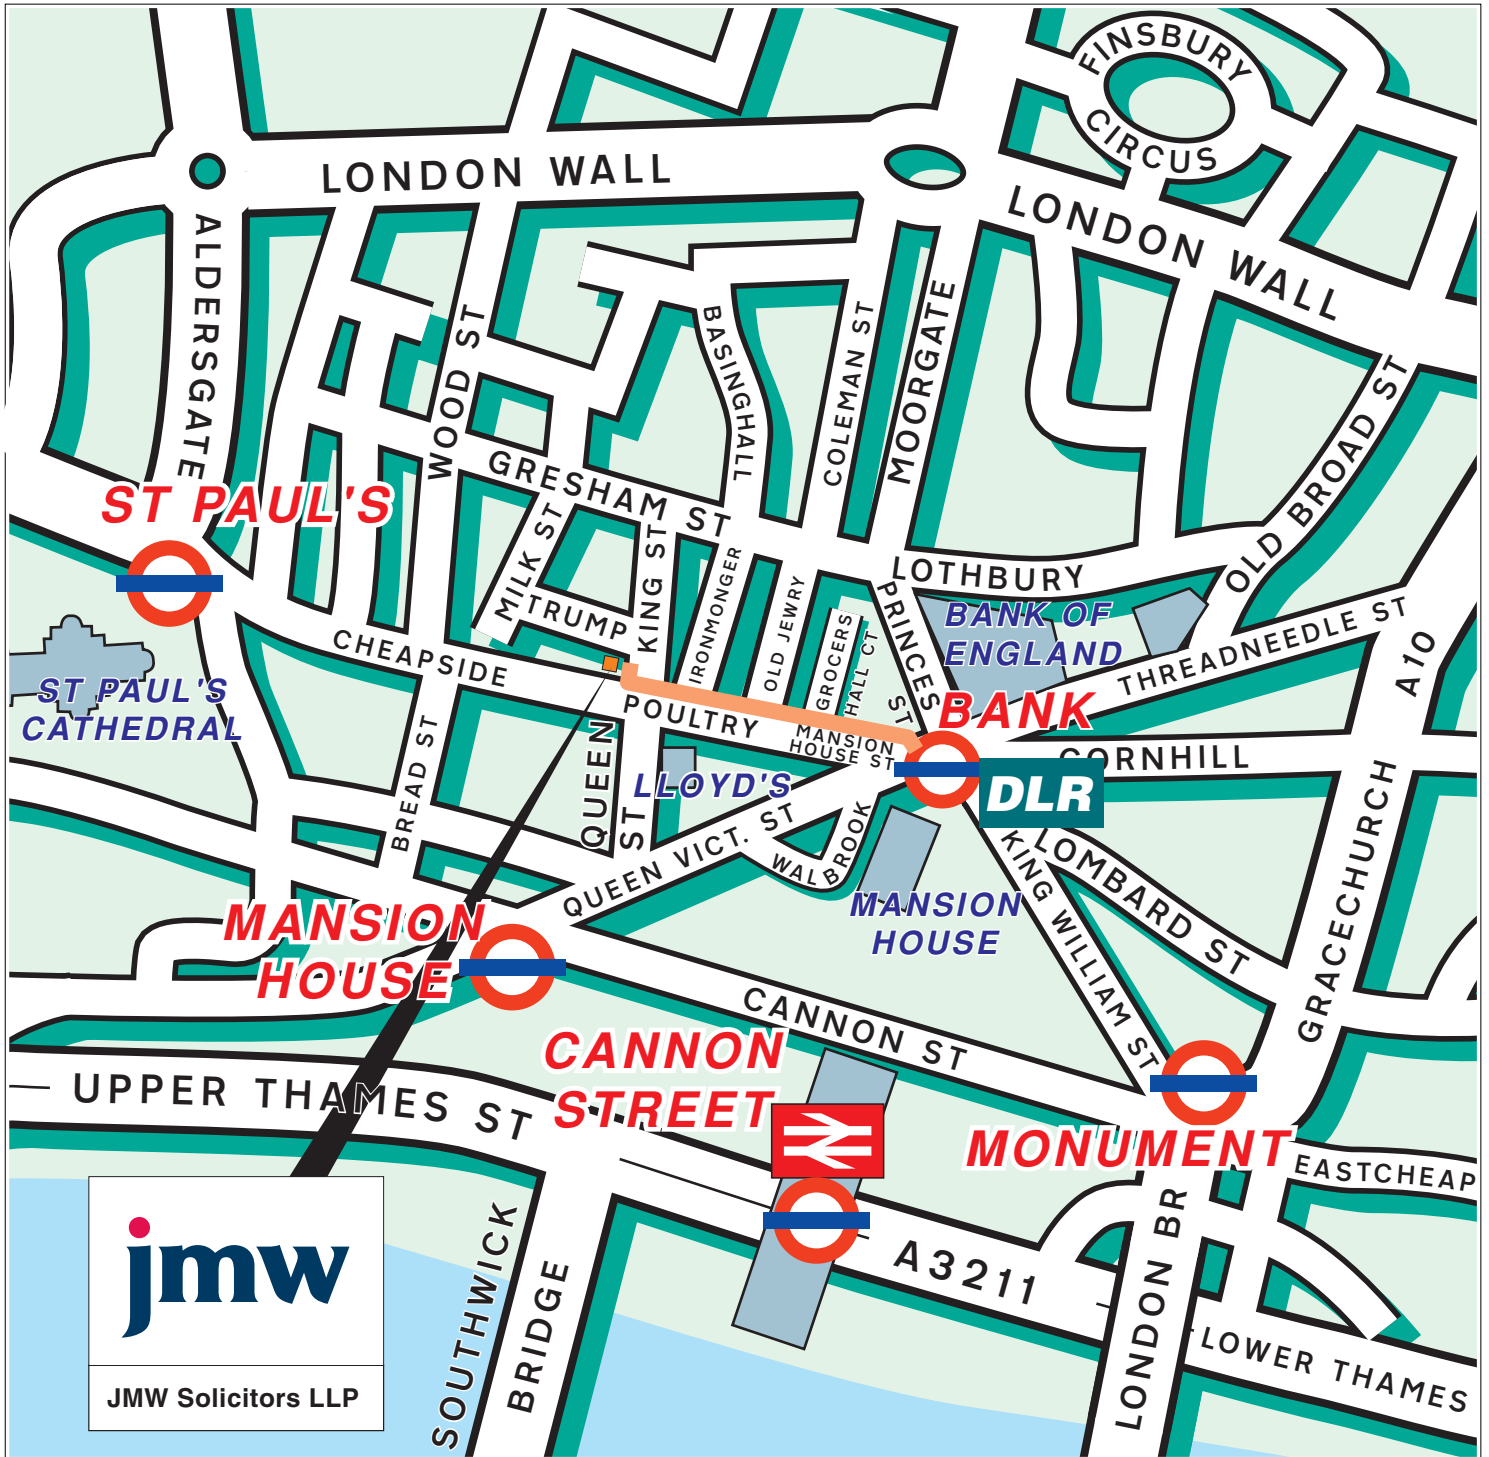 FINSBURY
CIRCUS
LONDON WALL
LONDON WALL
ALDERSGATE
WOOD ST
BASINGHALL
COLEMAN ST
MOORGATE
OLD BROAD ST
GRESHAM ST
ST PAUL'S
MILK ST
TRUMP
KING ST
IRONMONGER
OLD JEWRY
GROCERS
HALL CT
PRINCES
ST
LOTHBURY
BANK OF
ENGLAND
THREADNEEDLE ST
A10
CHEAPSIDE
ST PAUL'S
CATHEDRAL
BREAD ST
QUEEN
ST
POULTRY
MANSION
HOUSE ST
BANK
DLR
CORNHILL
LLOYD'S
QUEEN VICT. ST
WALBROOK
MANSION
HOUSE
KING WILLIAM ST
LOMBARD ST
GRACECHURCH
MANSION
HOUSE
CANNON ST
CANNON
STREET
UPPER THAMES ST
MONUMENT
EASTCHEAP
SOUTHWICK
BRIDGE
A3211
LONDON BR
LOWER THAMES
jmw
JMW Solicitors LLP